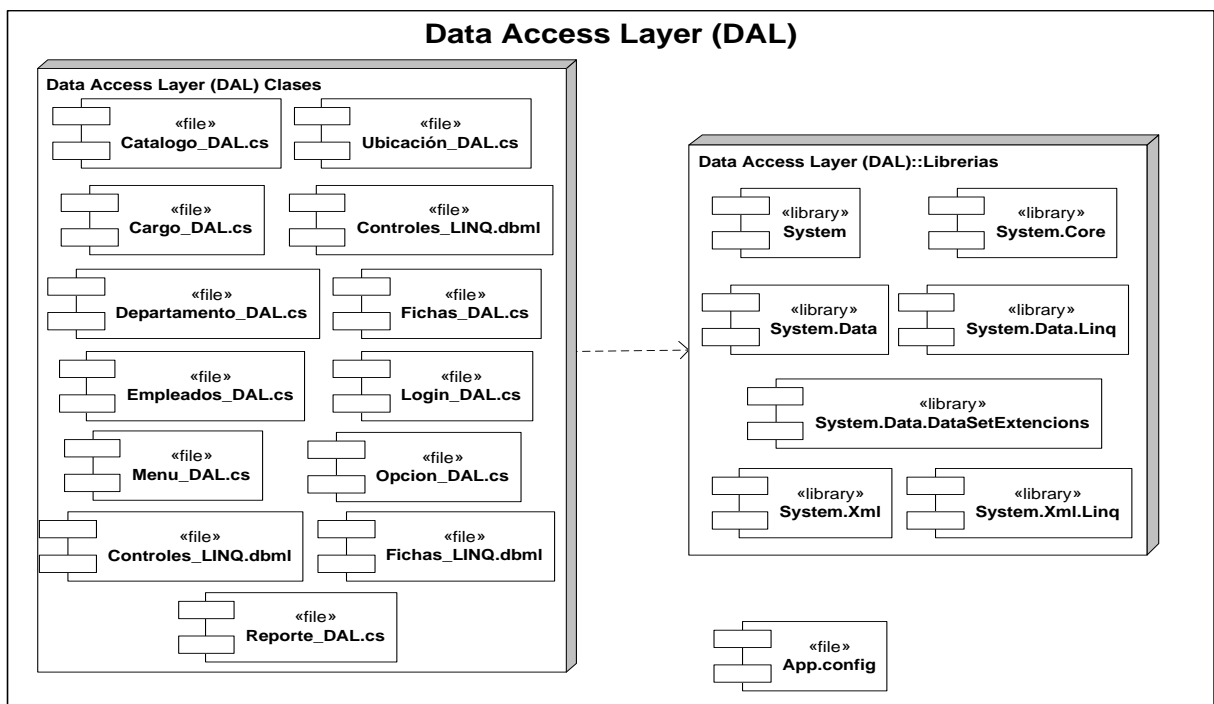 Data Access Layer (DAL)
Data Access Layer (DAL) Clases
«file»
Catalogo_DAL.cs
«file»
Ubicación_DAL.cs
«file»
Cargo_DAL.cs
«file»
Controles_LINQ.dbml
«file»
Departamento_DAL.cs
«file»
Fichas_DAL.cs
«file»
Empleados_DAL.cs
«file»
Login_DAL.cs
«file»
Menu_DAL.cs
«file»
Opcion_DAL.cs
«file»
Controles_LINQ.dbml
«file»
Fichas_LINQ.dbml
«file»
Reporte_DAL.cs
Data Access Layer (DAL)::Librerias
«library»
System
«library»
System.Core
«library»
System.Data
«library»
System.Data.Linq
«library»
System.Data.DataSetExtencions
«library»
System.Xml
«library»
System.Xml.Linq
«file»
App.config